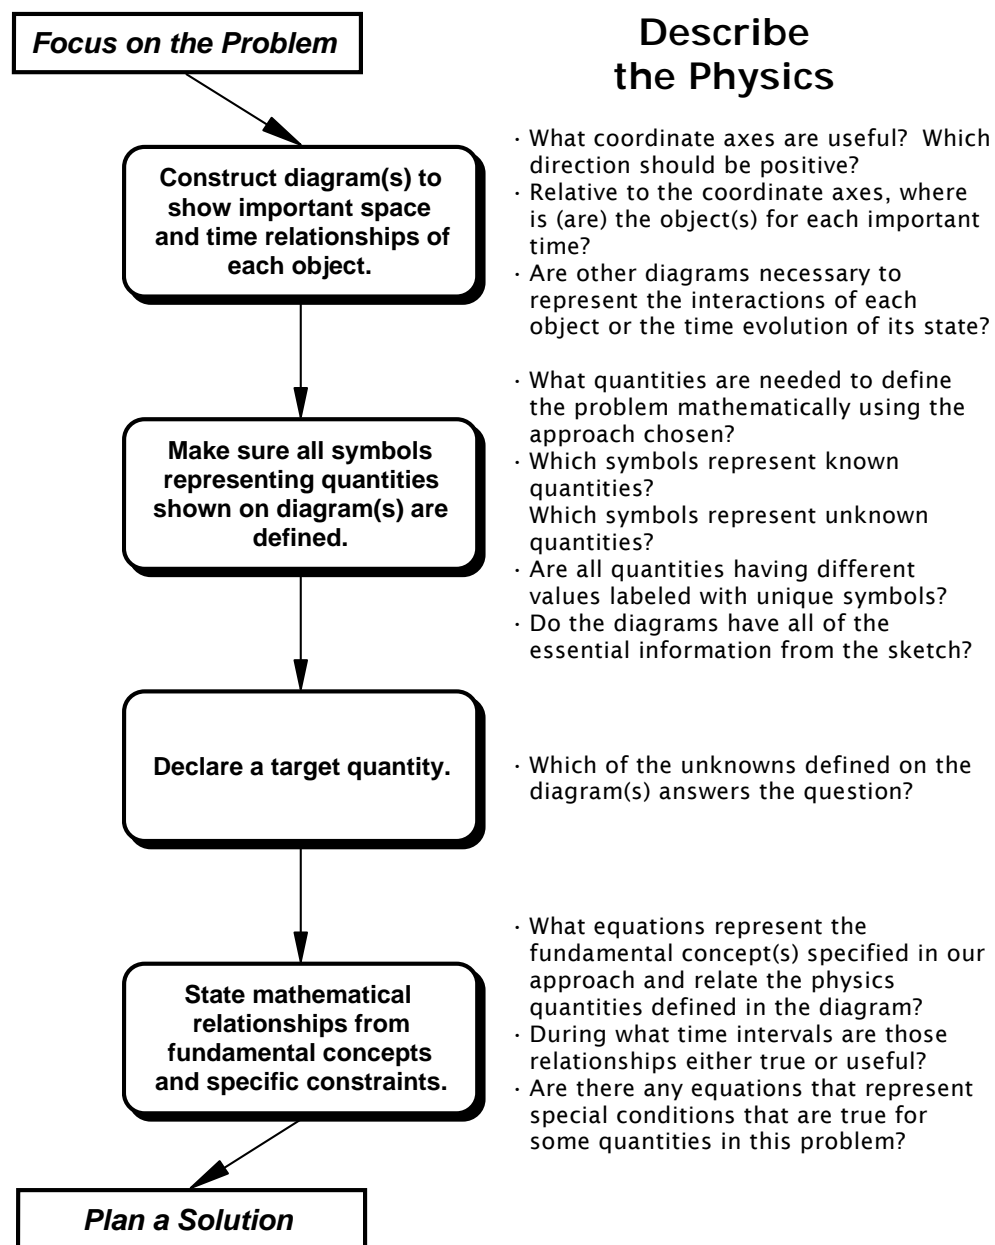 Focus on the Problem
Describe
the Physics
Construct diagram(s) to
show important space
and time relationships of
each object.
· What coordinate axes are useful?  Which
direction should be positive?
· Relative to the coordinate axes, where
is (are) the object(s) for each important
time?
· Are other diagrams necessary to
represent the interactions of each
object or the time evolution of its state?
Make sure all symbols
representing quantities
shown on diagram(s) are
defined.
· What quantities are needed to define
the problem mathematically using the
approach chosen?
· Which symbols represent known
quantities?
Which symbols represent unknown
quantities?
· Are all quantities having different
values labeled with unique symbols?
· Do the diagrams have all of the
essential information from the sketch?
Declare a target quantity.
· Which of the unknowns defined on the
diagram(s) answers the question?
State mathematical
relationships from
fundamental concepts
and specific constraints.
· What equations represent the
fundamental concept(s) specified in our
approach and relate the physics
quantities defined in the diagram?
· During what time intervals are those
relationships either true or useful?
· Are there any equations that represent
special conditions that are true for
some quantities in this problem?
Plan a Solution